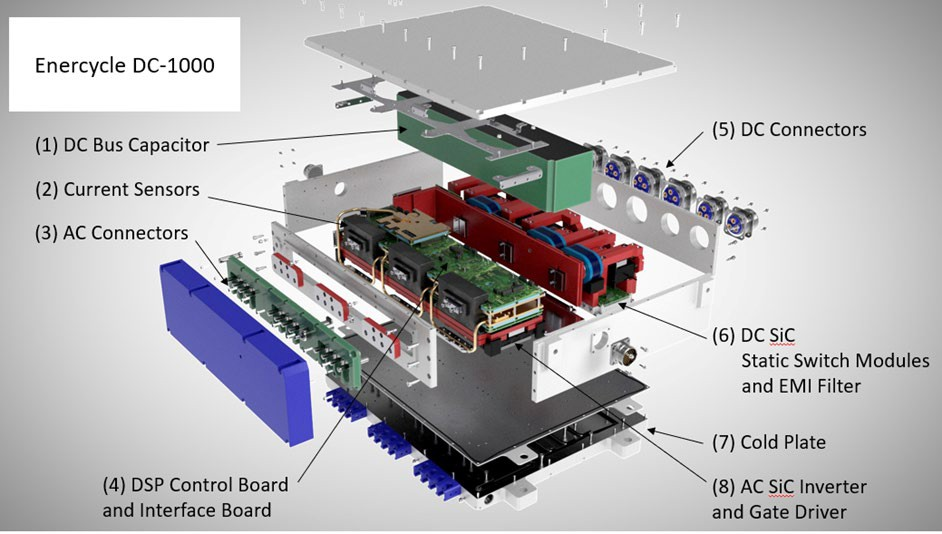 Enercycle DC-1000
(1) DC Bus Capacitor
(2) Current Sensors
(3) AC Connectors
(4) DSP Control Board
and Interface Board
(5) DC Connectors
(6) DC SiC
Static Switch Modules
and EMI Filter
(7) Cold Plate
(8) AC SiC Inverter
and Gate Driver